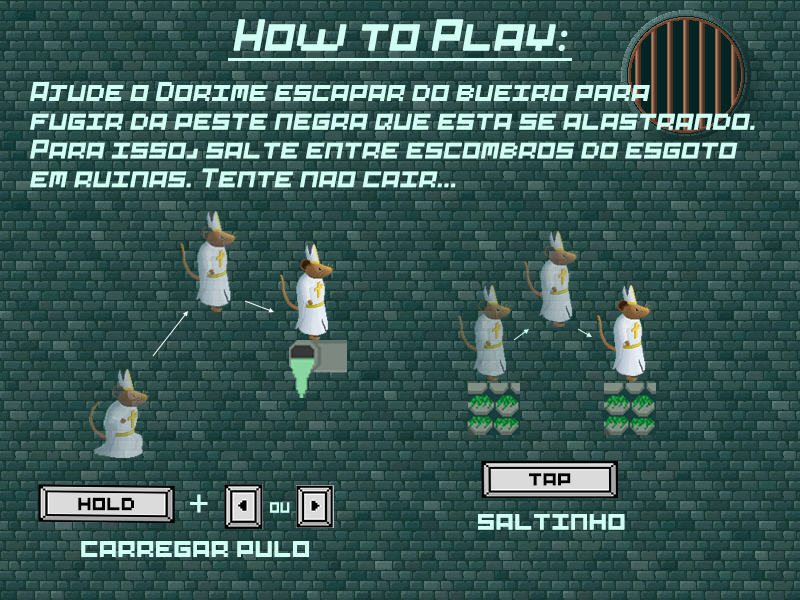 How to Play:
Ajude o Dorime escapar do bueiro para
fugir da peste negra que esta se alastrando.
Para isso, salte entre escombros do esgoto
em ruinas. Tente nao cair...
HOLD + ou
TAP
CARREGAR PULO
SALTINHO